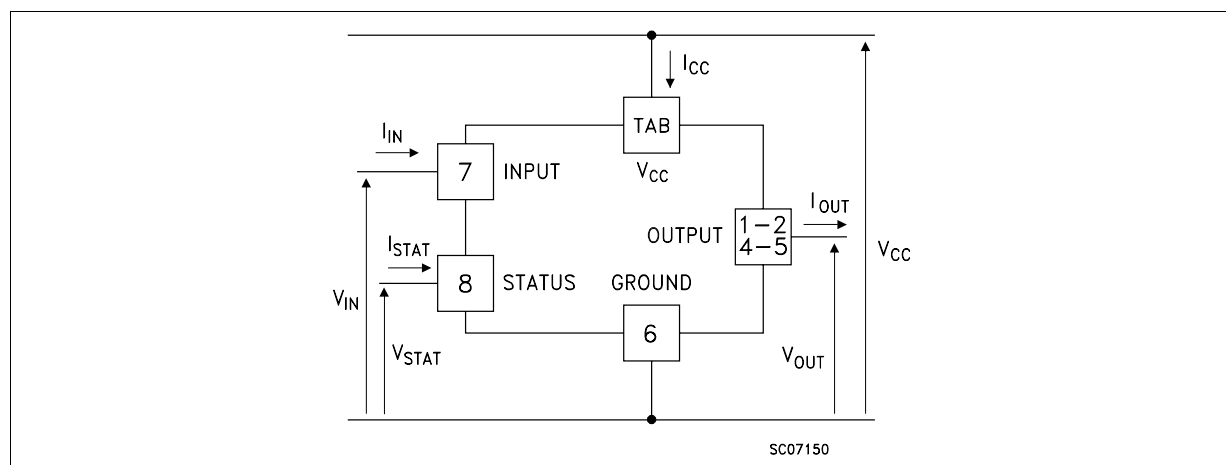 I_CC
TAB
V_CC
I_IN
7 INPUT
I_OUT
OUTPUT 1-2
4-5
V_CC
I_STAT
8 STATUS
GROUND
6
V_IN
V_STAT
V_OUT
SC07150